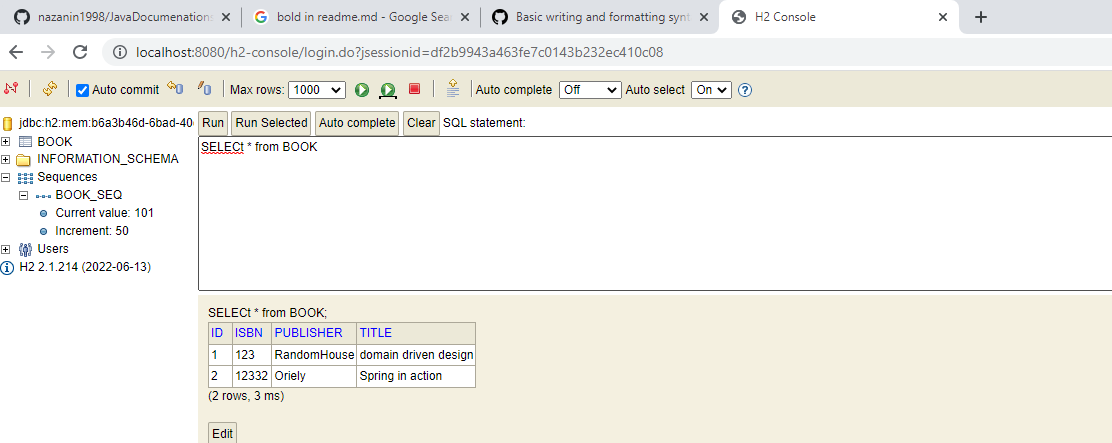 nazanin1998/JavaDocumenations
bold in readme.md - Google Sear
Basic writing and formatting synt
H2 Console
localhost:8080/h2-console/login.do?jsessionid=df2b9943a463fe7c0143b232ec410c08
Auto commit Max rows: 1000 Auto complete Off Auto select On
jdbc:h2:mem:b6a3b46d-6bad-40
BOOK
INFORMATION_SCHEMA
Sequences
BOOK_SEQ
Current value: 101
Increment: 50
Users
H2 2.1.214 (2022-06-13)
Run Run Selected Auto complete Clear SQL statement:
SELECt * from BOOK
SELECt * from BOOK;
ID ISBN PUBLISHER TITLE
1 123 RandomHouse domain driven design
2 12332 Oriely Spring in action
(2 rows, 3 ms)
Edit